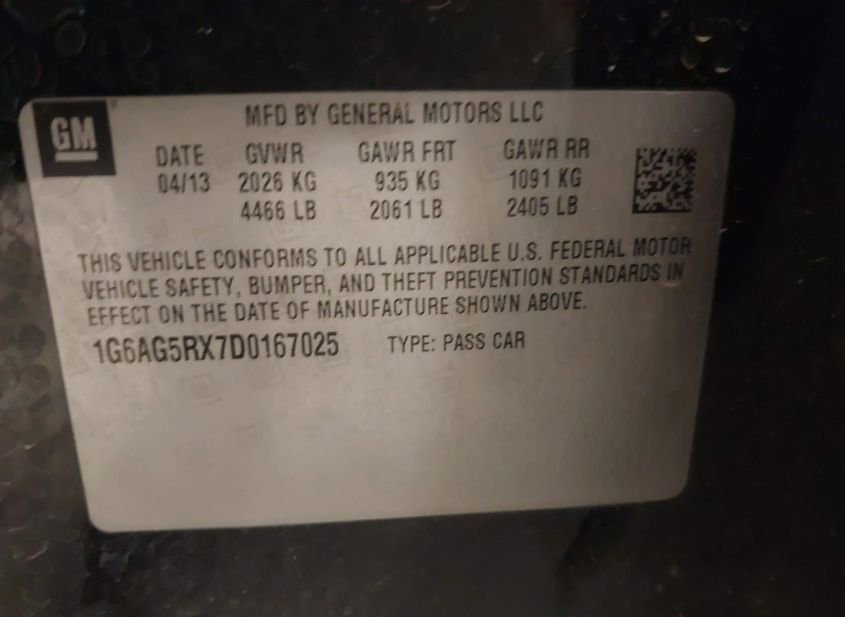 GM
MFD BY GENERAL MOTORS LLC
DATE GVWR GAWR FRT GAWR RR
04/13 2026 KG 935 KG 1091 KG
4466 LB 2061 LB 2405 LB
THIS VEHICLE CONFORMS TO ALL APPLICABLE U.S. FEDERAL MOTOR
VEHICLE SAFETY, BUMPER, AND THEFT PREVENTION STANDARDS IN
EFFECT ON THE DATE OF MANUFACTURE SHOWN ABOVE.
1G6AG5RX7D0167025 TYPE: PASS CAR